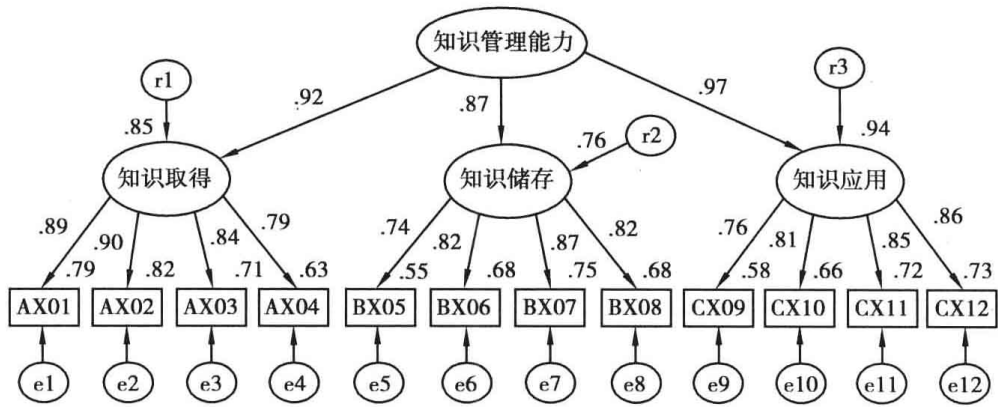 知识管理能力
r1 r3
.92 .87 .97
.85 .76 r2 .94
知识取得 知识储存 知识应用
.89 .90 .84 .79 .74 .82 .87 .82 .76 .81 .85 .86
.79 .82 .71 .63 .55 .68 .75 .68 .58 .66 .72 .73
AX01 AX02 AX03 AX04 BX05 BX06 BX07 BX08 CX09 CX10 CX11 CX12
e1 e2 e3 e4 e5 e6 e7 e8 e9 e10 e11 e12